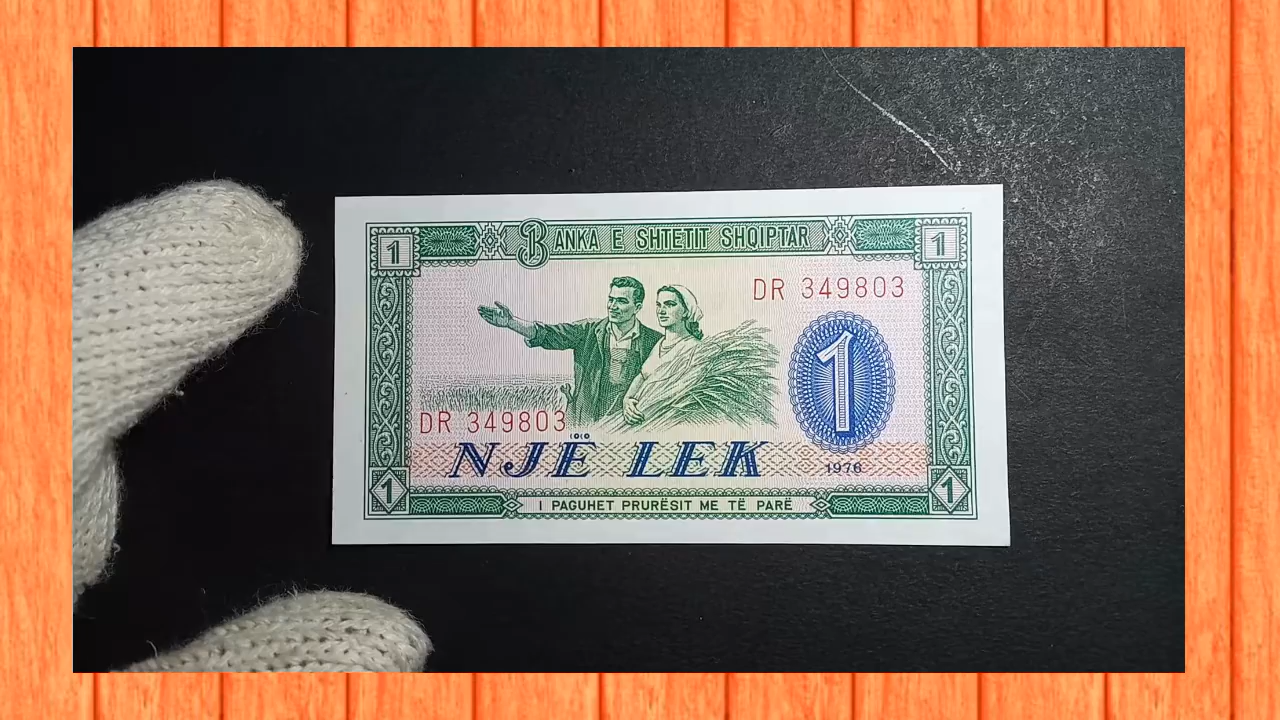 1 BANKA E SHTETIT SHQIPTAR 1
DR 349803
1
DR 349803
NJË LEK
1976
1 I PAGUHET PRURËSIT ME TË PARË 1